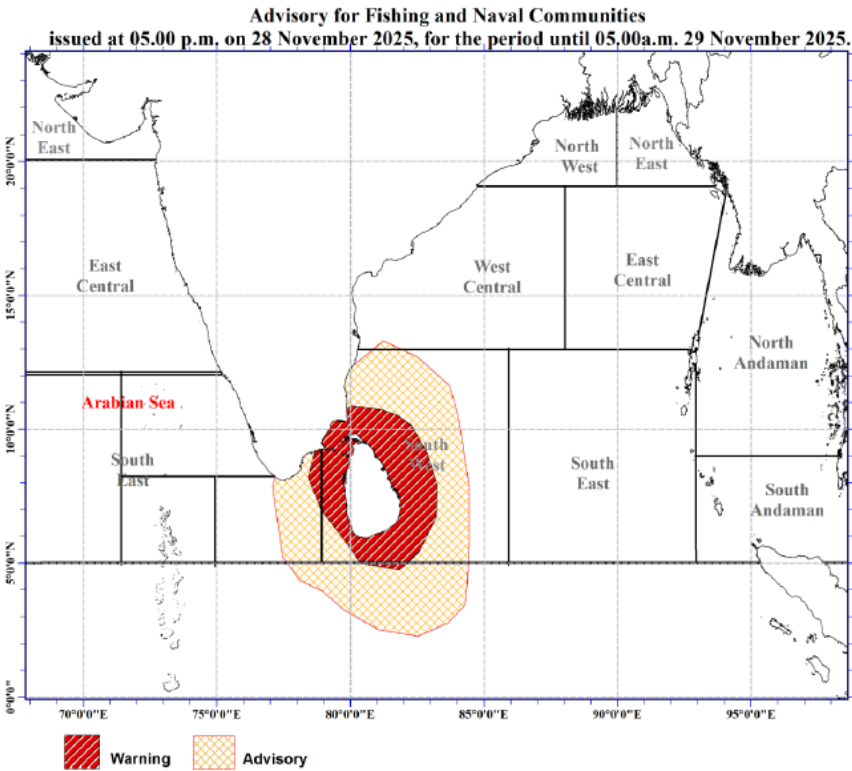 Advisory for Fishing and Naval Communities
issued at 05.00 p.m. on 28 November 2025, for the period until 05.00a.m. 29 November 2025.
North
East
North
West
North
East
East
Central
West
Central
East
Central
North
Andaman
Arabian Sea
South
East
South
West
South
East
South
Andaman
20°0'0"N
15°0'0"N
10°0'0"N
5°0'0"N
0°0'0"
70°0'0"E
75°0'0"E
80°0'0"E
85°0'0"E
90°0'0"E
95°0'0"E
Warning
Advisory